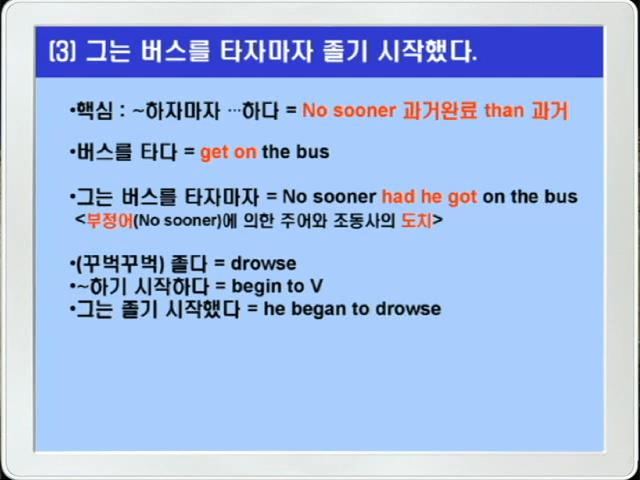 (3) 그는 버스를 타자마자 졸기 시작했다.
•핵심 : ~하자마자 …하다 = No sooner 과거완료 than 과거
•버스를 타다 = get on the bus
•그는 버스를 타자마자 = No sooner had he got on the bus
<부정어(No sooner)에 의한 주어와 조동사의 도치>
•(꾸벅꾸벅) 졸다 = drowse
•~하기 시작하다 = begin to V
•그는 졸기 시작했다 = he began to drowse